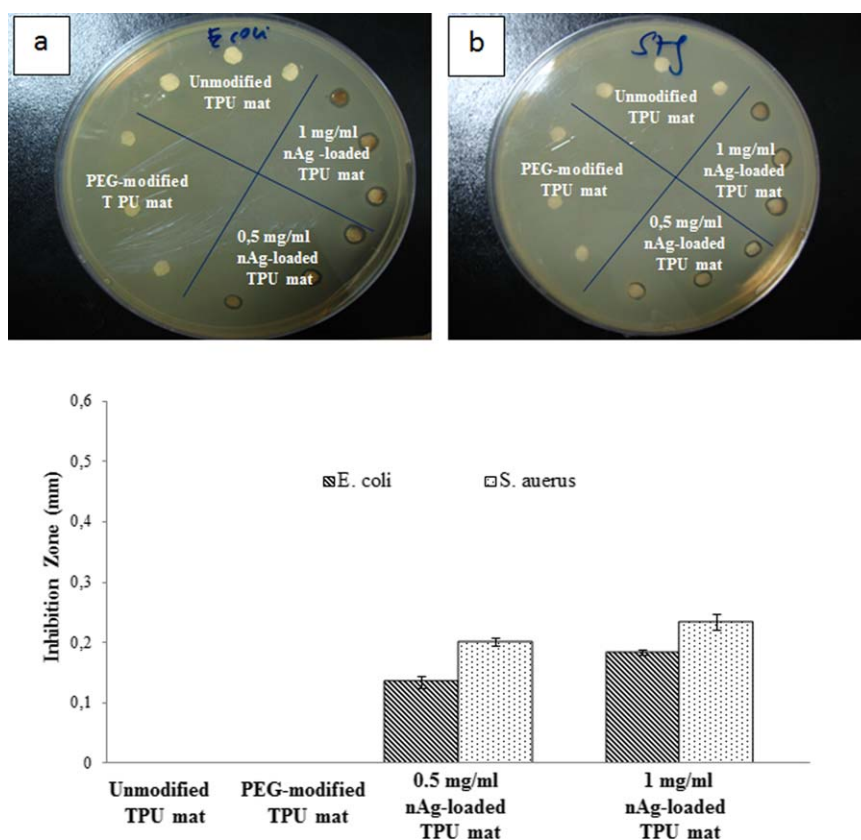 a
E coli
Unmodified
TPU mat
1 mg/ml
nAg -loaded
TPU mat
PEG-modified
T PU mat
0,5 mg/ml
nAg-loaded
TPU mat
b
Unmodified
TPU mat
1 mg/ml
nAg-loaded
TPU mat
PEG-modified
TPU mat
0.5 mg/ml
nAg-loaded
TPU mat
0,6
0,5
0,4
0,3
0,2
0,1
0
Inhibition Zone (mm)
E. coli
S. auerus
Unmodified
TPU mat
PEG-modified
TPU mat
0.5 mg/ml
nAg-loaded
TPU mat
1 mg/ml
nAg-loaded
TPU mat